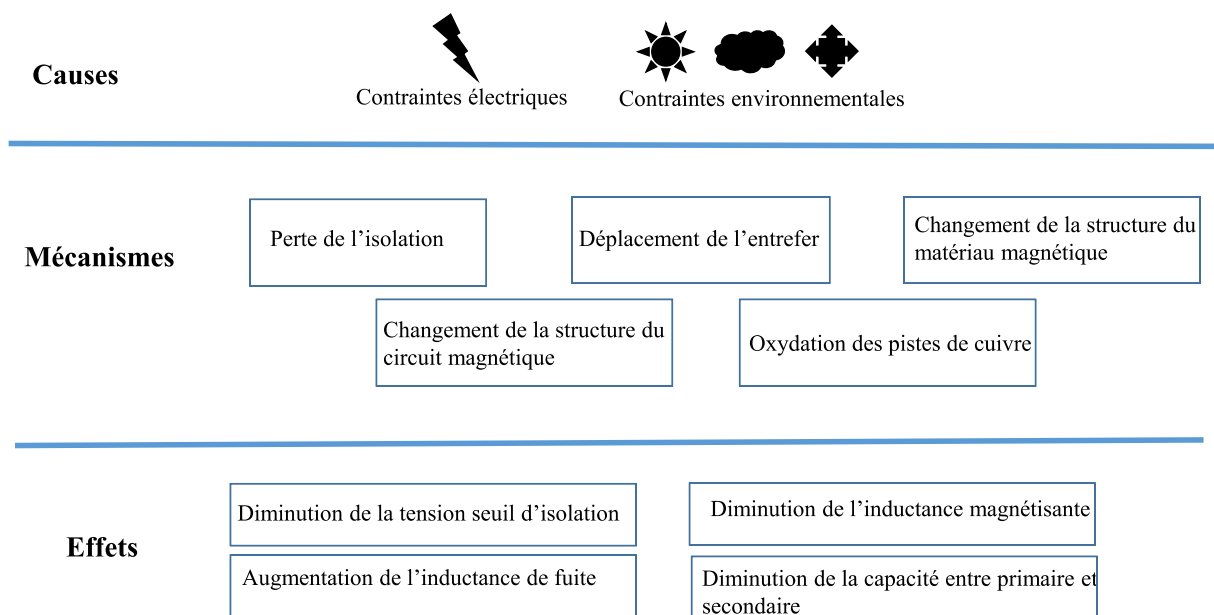 Causes
Contraintes électriques
Contraintes environnementales
Mécanismes
Perte de l’isolation
Déplacement de l’entrefer
Changement de la structure du
matériau magnétique
Changement de la structure du
circuit magnétique
Oxydation des pistes de cuivre
Effets
Diminution de la tension seuil d’isolation
Diminution de l’inductance magnétisante
Augmentation de l’inductance de fuite
Diminution de la capacité entre primaire et
secondaire